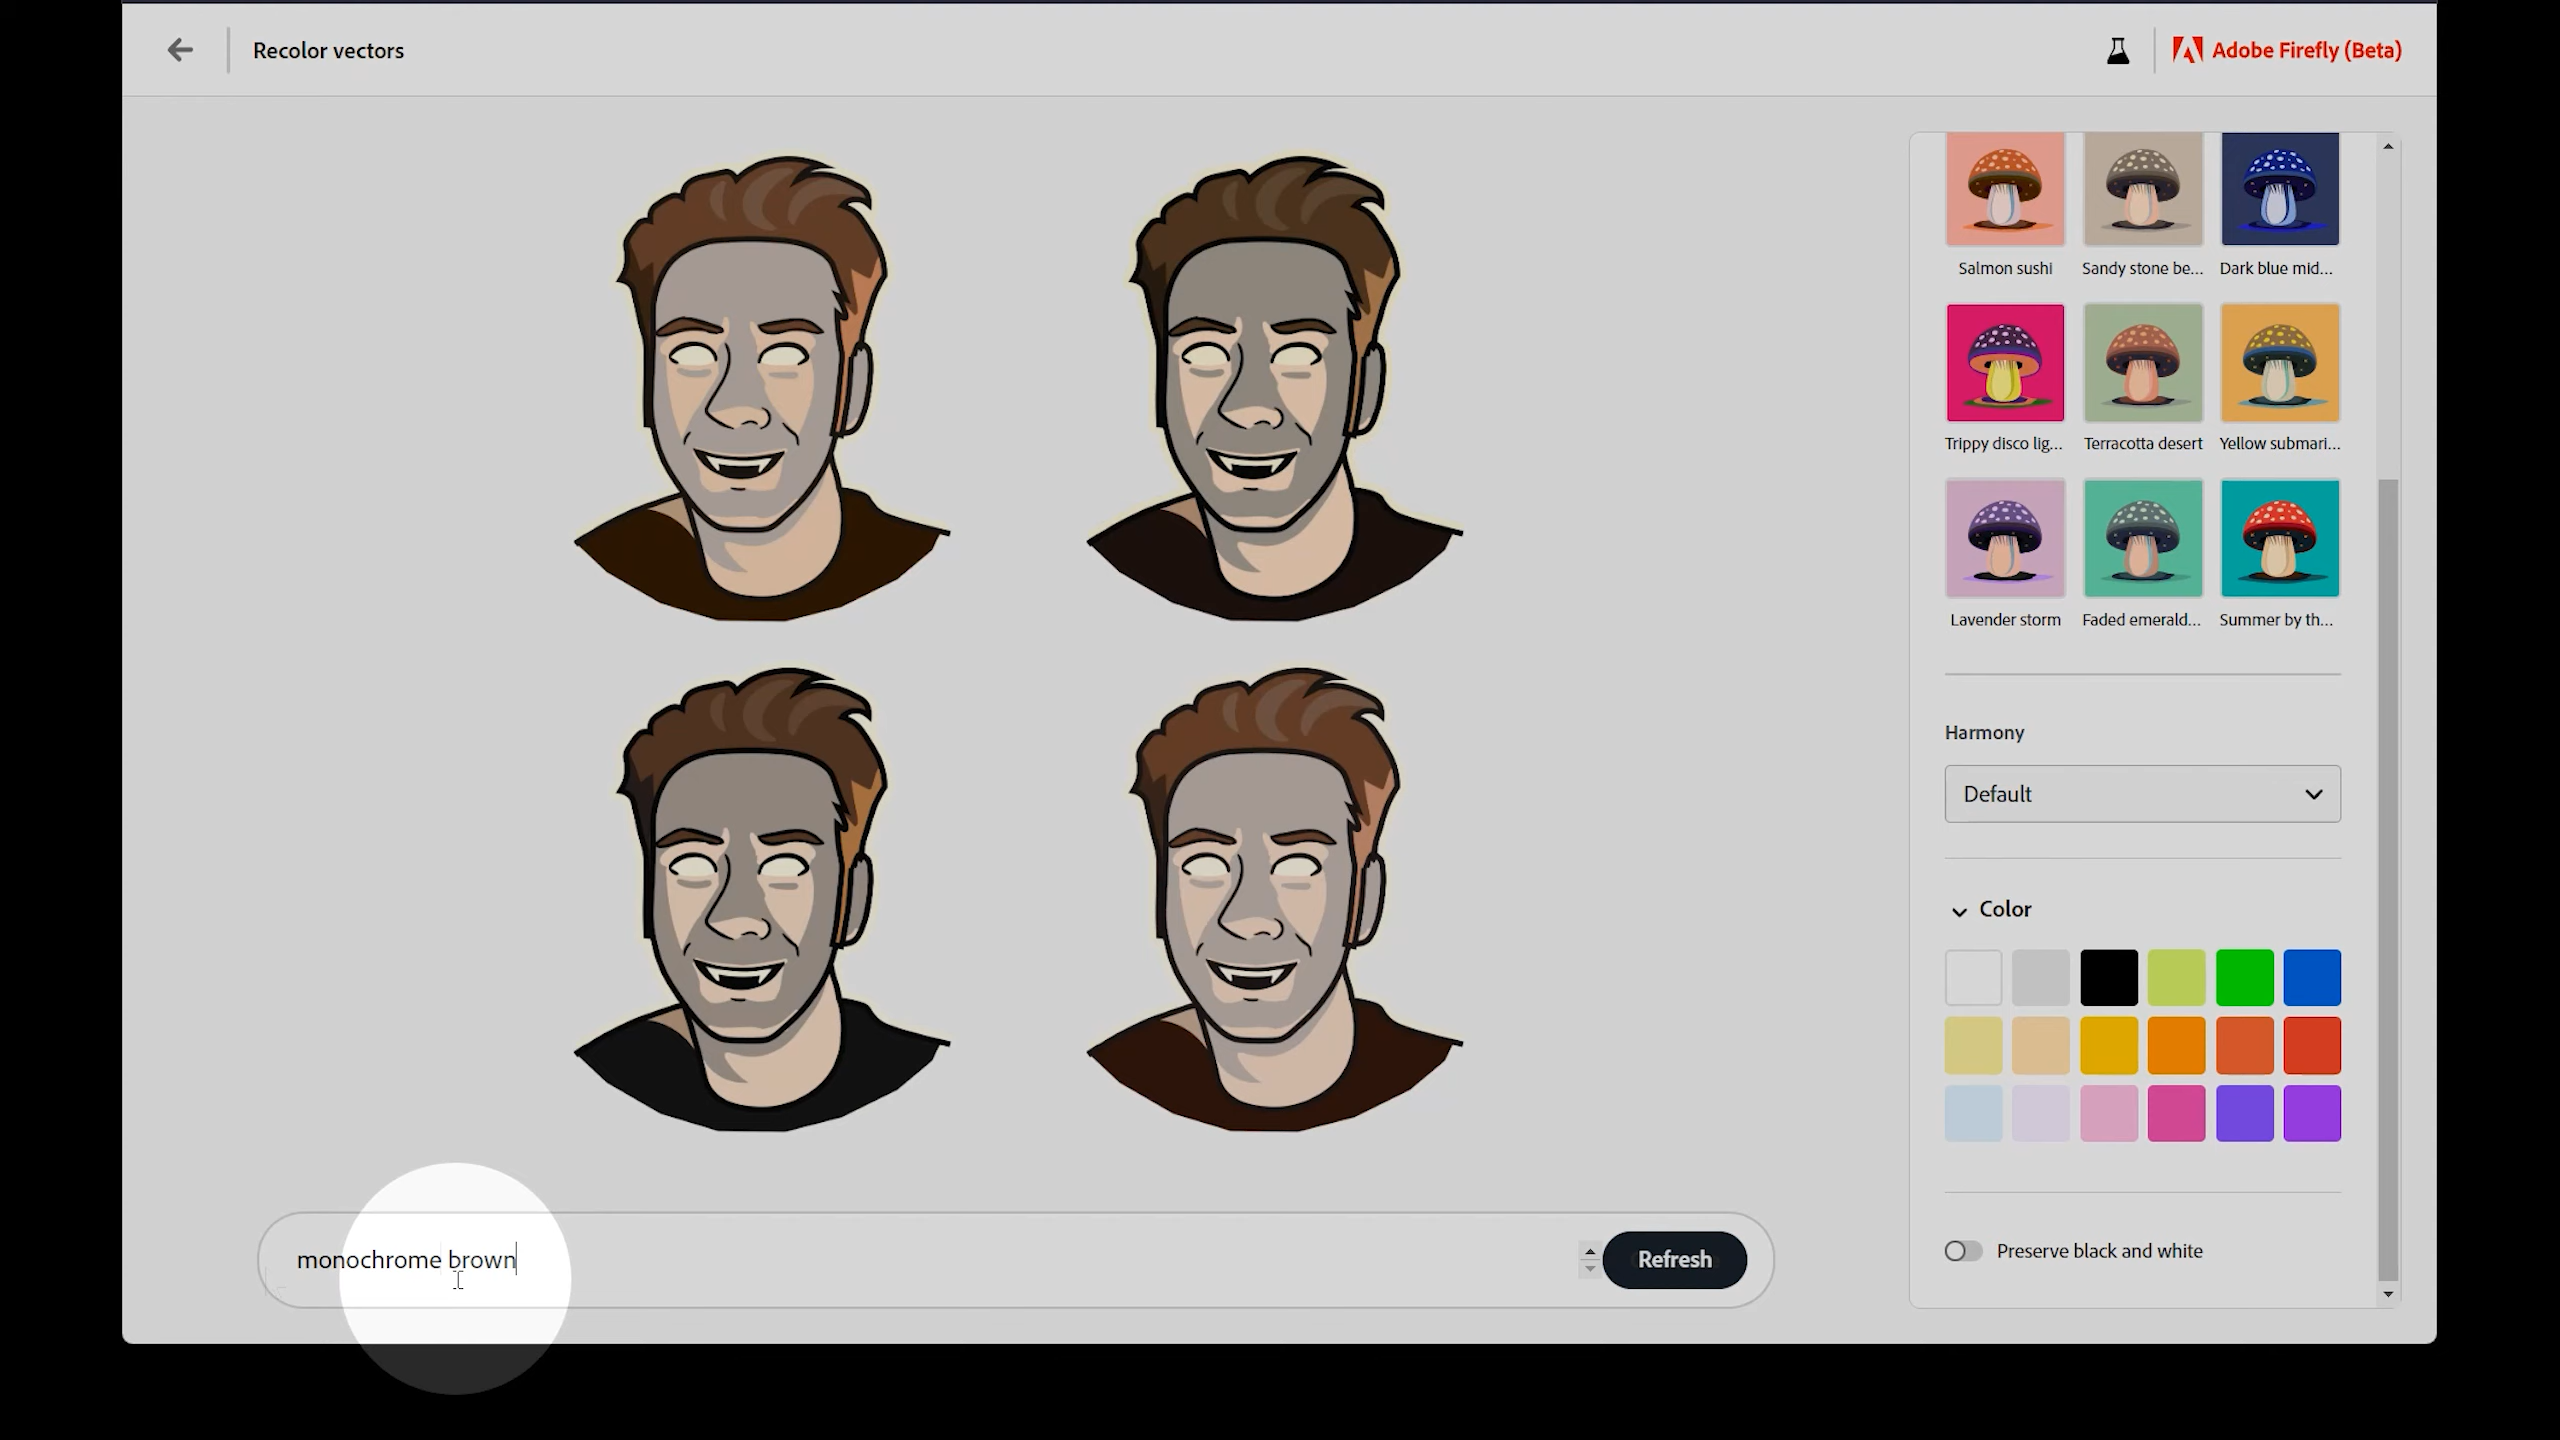 Recolor vectors
Adobe Firefly (Beta)
Salmon sushi
Sandy stone be...
Dark blue mid...
Trippy disco lig...
Terracotta desert
Yellow submari...
Lavender storm
Faded emerald...
Summer by th...
Harmony
Default
Color
Preserve black and white
monochrome brown
Refresh